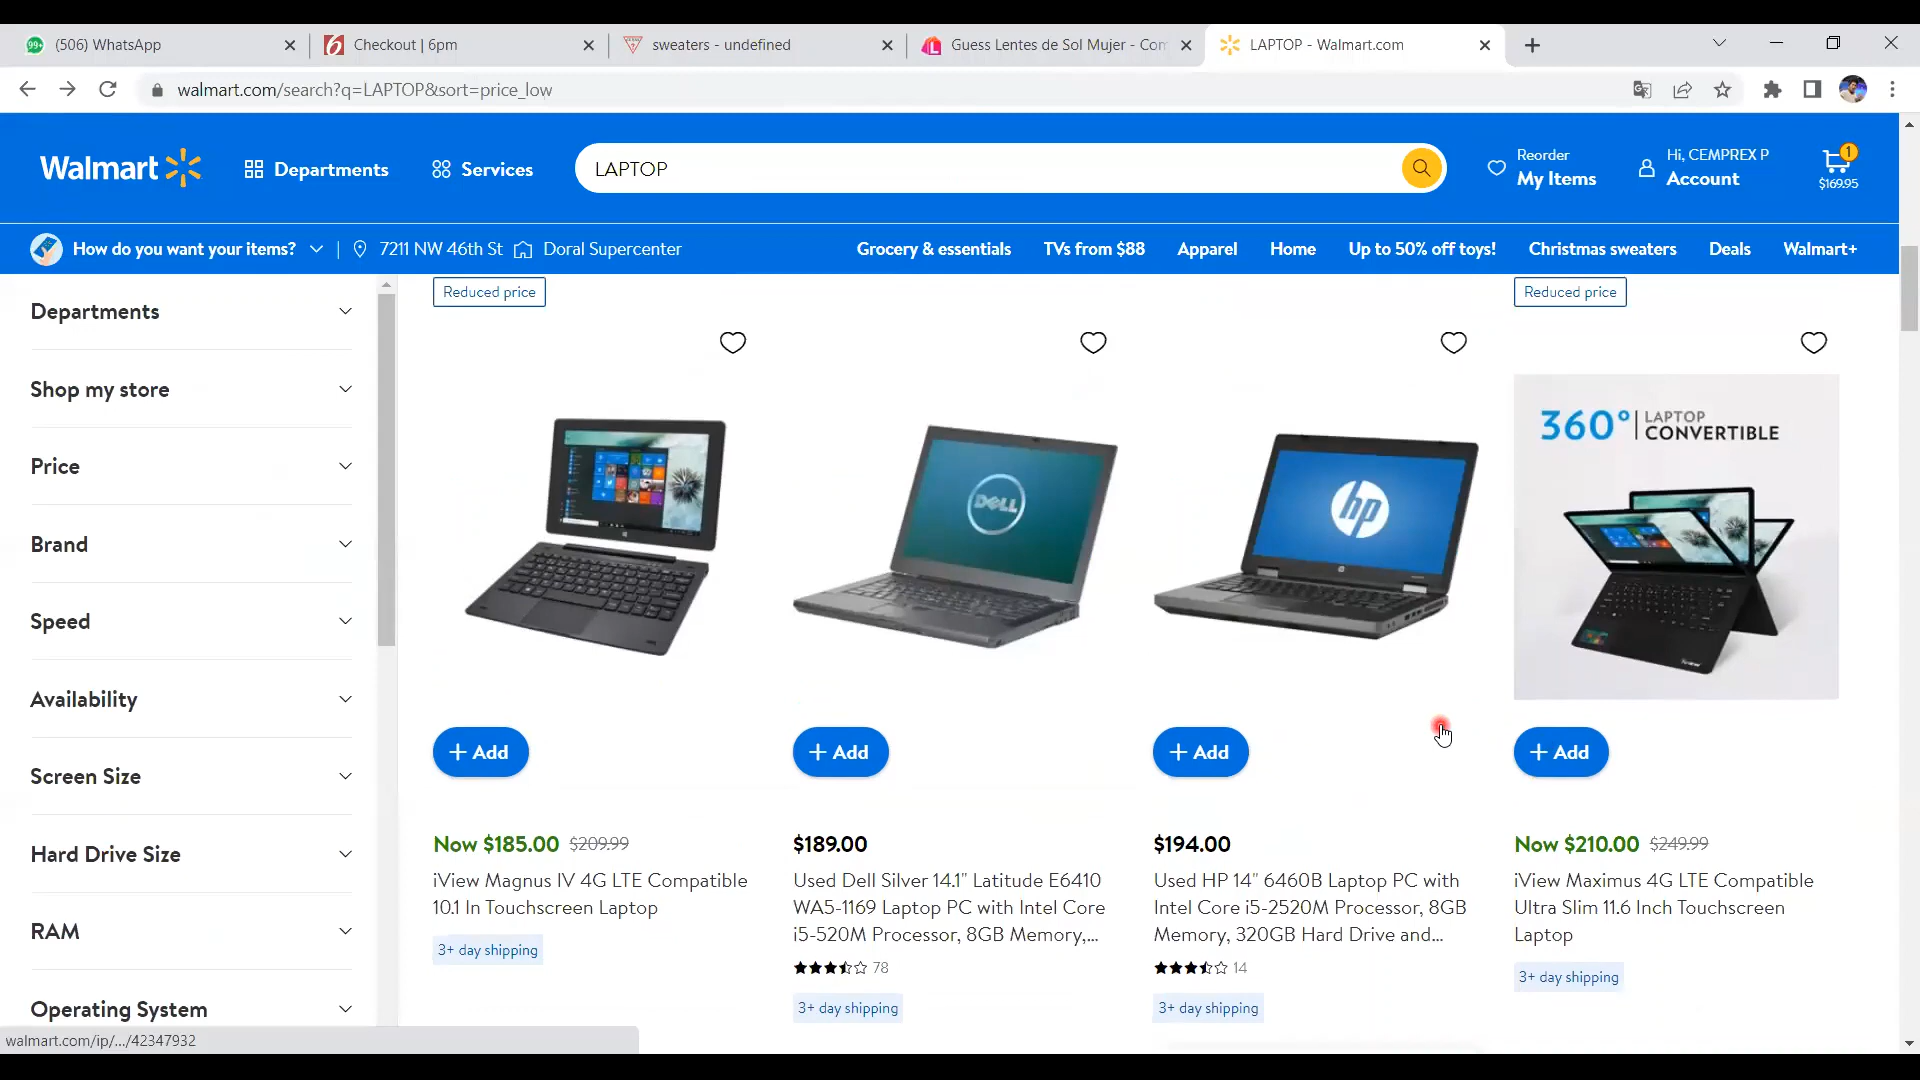 99+ (506) WhatsApp
Checkout | 6pm
sweaters - undefined
Guess Lentes de Sol Mujer - Com
LAPTOP - Walmart.com
walmart.com/search?q=LAPTOP&sort=price_low
Walmart
Departments
Services
LAPTOP
Reorder
My Items
Hi, CEMPREX P
Account
1
$169.95
How do you want your items?
7211 NW 46th St
Doral Supercenter
Grocery & essentials
TVs from $88
Apparel
Home
Up to 50% off toys!
Christmas sweaters
Deals
Walmart+
Departments
Shop my store
Price
Brand
Speed
Availability
Screen Size
Hard Drive Size
RAM
Operating System
Reduced price
+ Add
Now $185.00 $209.99
iView Magnus IV 4G LTE Compatible
10.1 In Touchscreen Laptop
3+ day shipping
DELL
+ Add
$189.00
Used Dell Silver 14.1" Latitude E6410
WA5-1169 Laptop PC with Intel Core
i5-520M Processor, 8GB Memory,...
78
3+ day shipping
hp
+ Add
$194.00
Used HP 14" 6460B Laptop PC with
Intel Core i5-2520M Processor, 8GB
Memory, 320GB Hard Drive and...
14
3+ day shipping
Reduced price
360° | LAPTOP
CONVERTIBLE
+ Add
Now $210.00 $249.99
iView Maximus 4G LTE Compatible
Ultra Slim 11.6 Inch Touchscreen
Laptop
3+ day shipping
walmart.com/ip/.../42347932